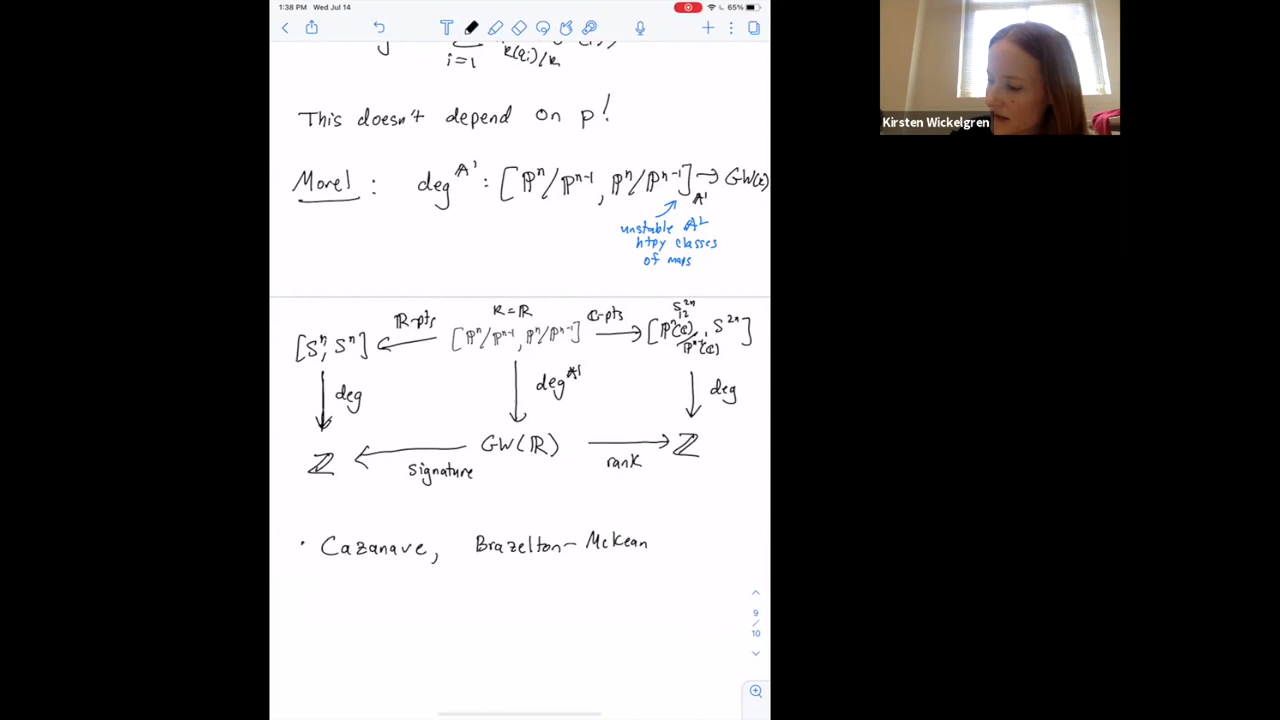 1:38 PM Wed Jul 14
65%
i=1 k(qi)/k
This doesn't depend on p!
Morel : deg^A¹ : [ℙⁿ/ℙⁿ⁻¹, ℙⁿ/ℙⁿ⁻¹]_A¹ → GW(k)
unstable A¹
htpy classes
of maps
k=ℝ
[Sⁿ, Sⁿ] ← ℝ-pts [ℙⁿ/ℙⁿ⁻¹, ℙⁿ/ℙⁿ⁻¹] ℂ-pts → [ℙⁿ(ℂ)/ℙⁿ⁻¹(ℂ), S²ⁿ]
S²ⁿ
↓ deg ↓ deg^A¹ ↓ deg
ℤ ← signature GW(ℝ) rank → ℤ
· Cazanave, Brazelton - McKean
9
/
10
T
Kirsten Wickelgren